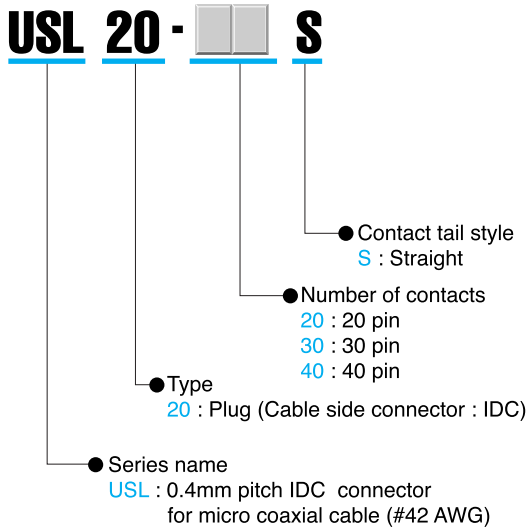 USL 20 - S
Contact tail style
S : Straight
Number of contacts
20 : 20 pin
30 : 30 pin
40 : 40 pin
Type
20 : Plug (Cable side connector : IDC)
Series name
USL : 0.4mm pitch IDC connector
for micro coaxial cable (#42 AWG)